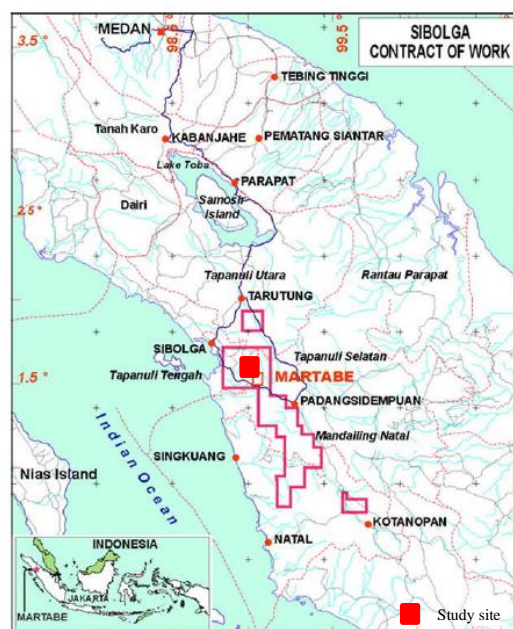 SIBOLGA
CONTRACT OF WORK
3.5°
98.5°
99.5°
MEDAN
TEBING TINGGI
Tanah Karo
KABANJAHE
PEMATANG SIANTAR
Lake Toba
PARAPAT
Dairi
Samosir
Island
2.5°
Tapanuli Utara
Rantau Parapat
TARUTUNG
SIBOLGA
Tapanuli Selatan
1.5°
Tapanuli Tengah
MARTABE
PADANGSIDEMPUAN
Indian Ocean
Mandailing Natal
SINGKUANG
Nias Island
KOTANOPAN
NATAL
INDONESIA
JAKARTA
MARTABE
Study site